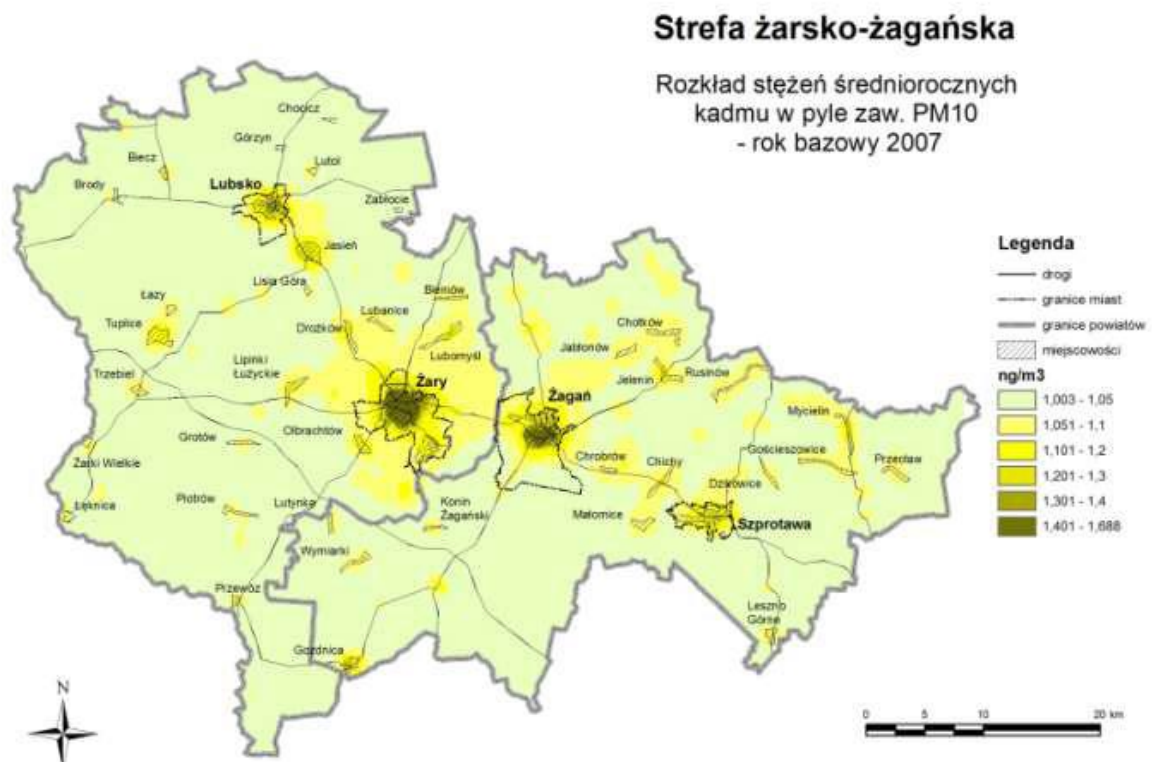 Strefa żarsko-żagańska
Rozkład stężeń średniorocznych
kadmu w pyle zaw. PM10
- rok bazowy 2007
Chocicz
Górzyn
Biecz
Lutol
Brody
Lubsko
Zabłocie
Jasień
Lisia Góra
Bieniów
Łazy
Lubanice
Tuplice
Drożków
Chotków
Lubomyśl
Jabłonów
Lipinki
Łużyckie
Trzebiel
Żary
Jelenin
Rusinów
Żagań
Mycielin
Olbrachtów
Grotów
Gościeszowice
Przecław
Chrobrów
Chichy
Żarki Wielkie
Dzikowice
Łęknica
Piotrów
Lutynka
Konin
Żagański
Małomice
Szprotawa
Wymiarki
Przewóz
Leszno
Górne
Gozdnica
Legenda
drogi
granice miast
granice powiatów
miejscowości
ng/m3
1,003 - 1,05
1,051 - 1,1
1,101 - 1,2
1,201 - 1,3
1,301 - 1,4
1,401 - 1,688
N
0 5 10 20 km